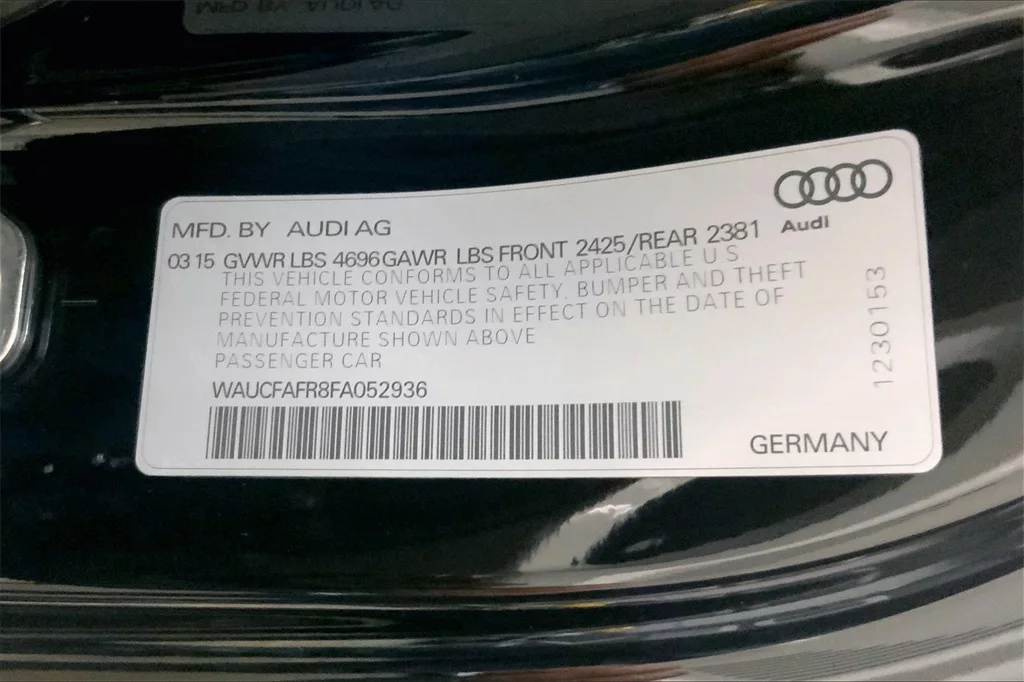 MFD. BY AUDI AG
Audi
03 15 GVWR LBS 4696 GAWR LBS FRONT 2425/REAR 2381
THIS VEHICLE CONFORMS TO ALL APPLICABLE U S
FEDERAL MOTOR VEHICLE SAFETY, BUMPER AND THEFT
PREVENTION STANDARDS IN EFFECT ON THE DATE OF
MANUFACTURE SHOWN ABOVE
PASSENGER CAR
WAUCFAFR8FA052936
1230153
GERMANY